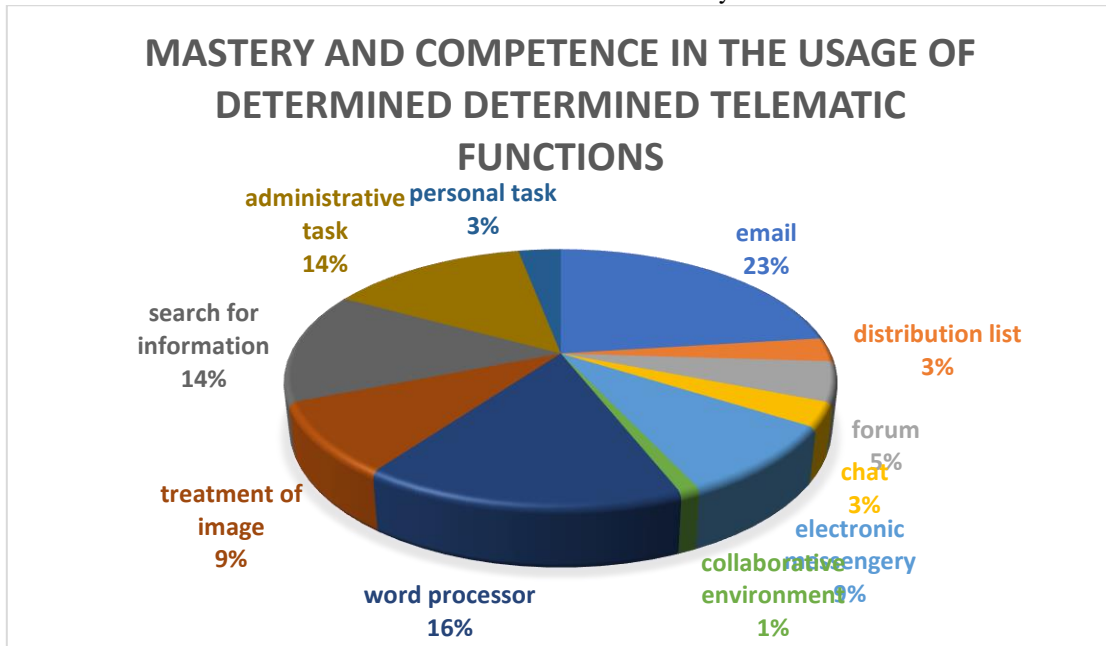 MASTERY AND COMPETENCE IN THE USAGE OF
DETERMINED DETERMINED TELEMATIC
FUNCTIONS
administrative
task
14%
personal task
3%
email
23%
search for
information
14%
distribution list
3%
forum
5%
chat
3%
treatment of
image
9%
electronic
messengery
9%
collaborative
environment
1%
word processor
16%